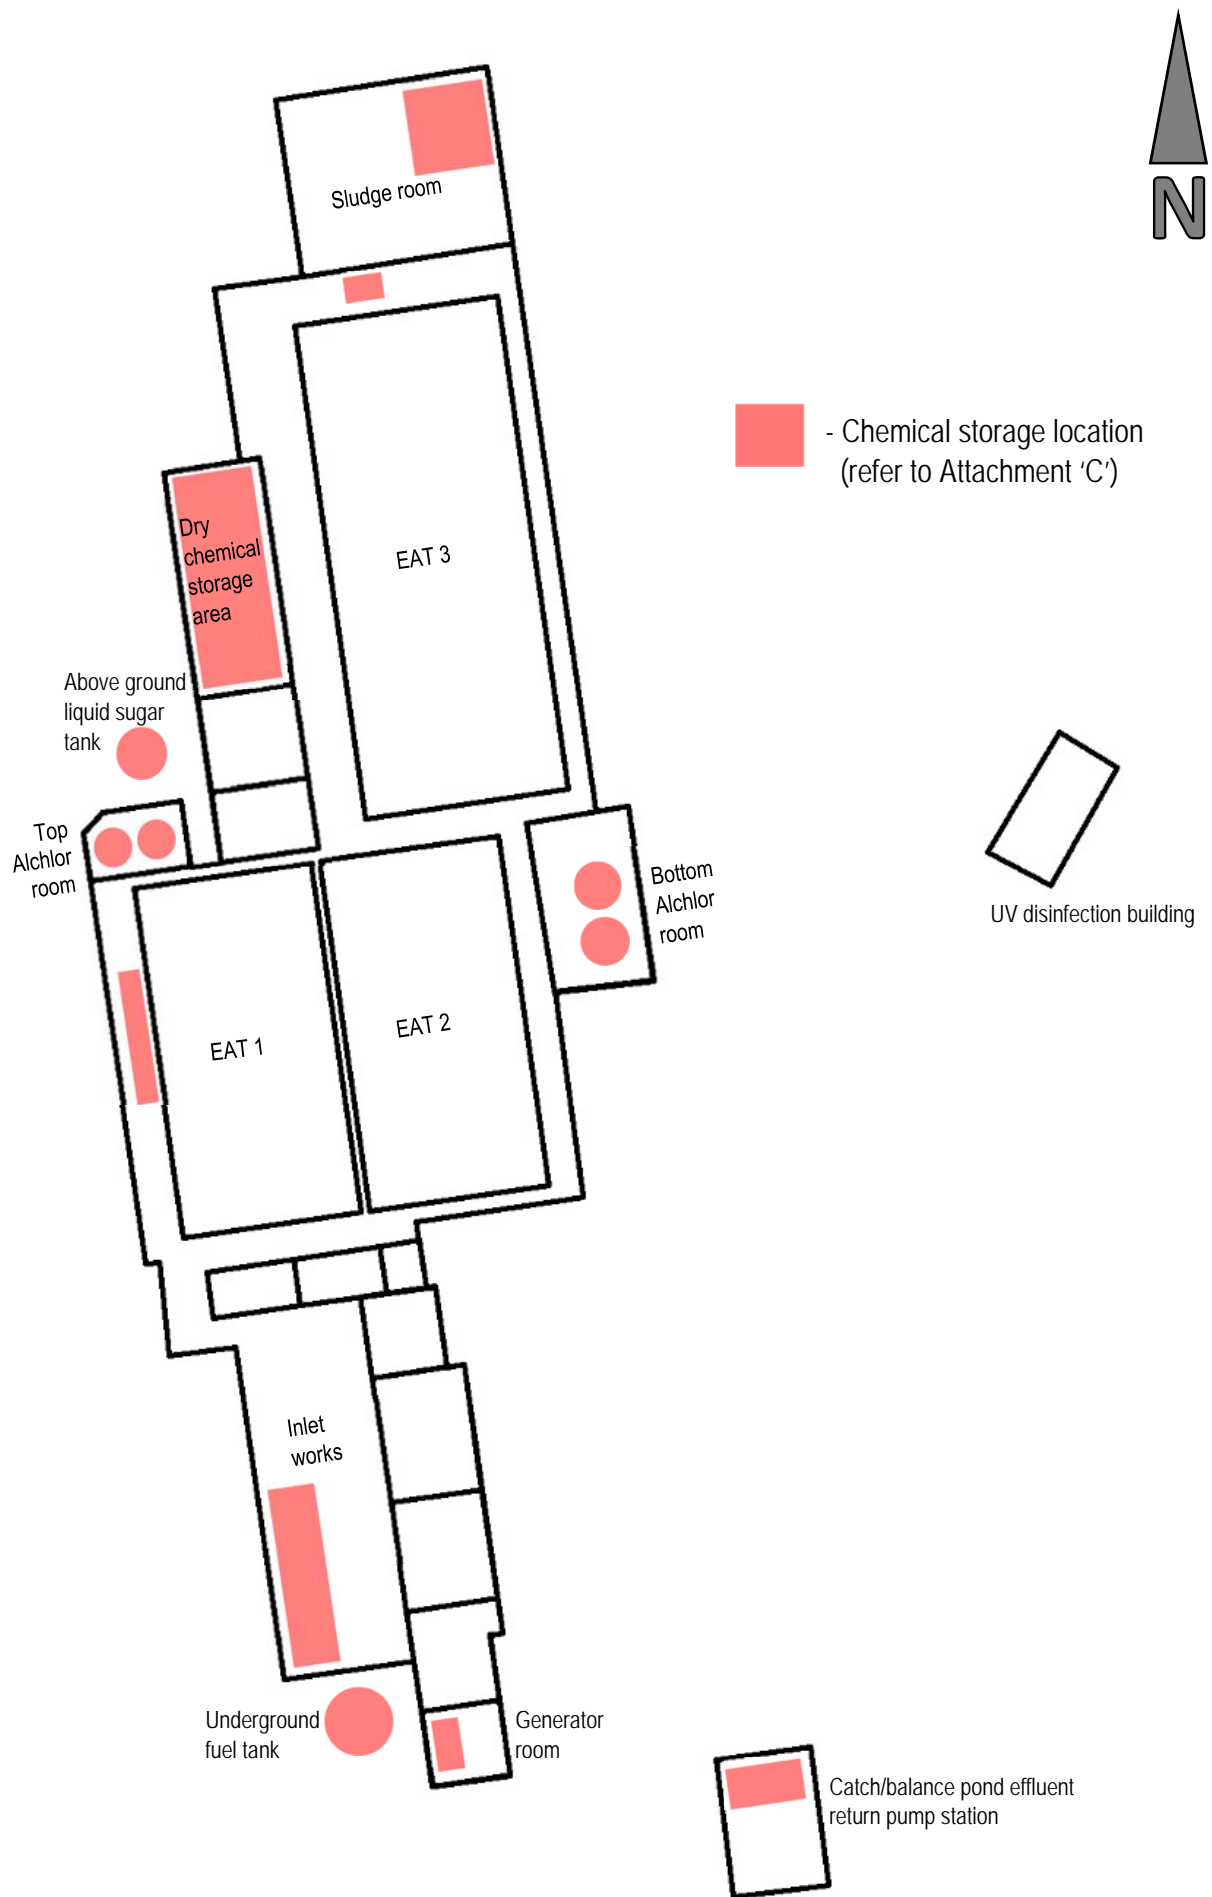 N
Sludge room
- Chemical storage location
(refer to Attachment ‘C’)
Dry
chemical
storage
area
EAT 3
Above ground
liquid sugar
tank
Top
Alchlor
room
Bottom
Alchlor
room
UV disinfection building
EAT 1
EAT 2
Inlet
works
Underground
fuel tank
Generator
room
Catch/balance pond effluent
return pump station